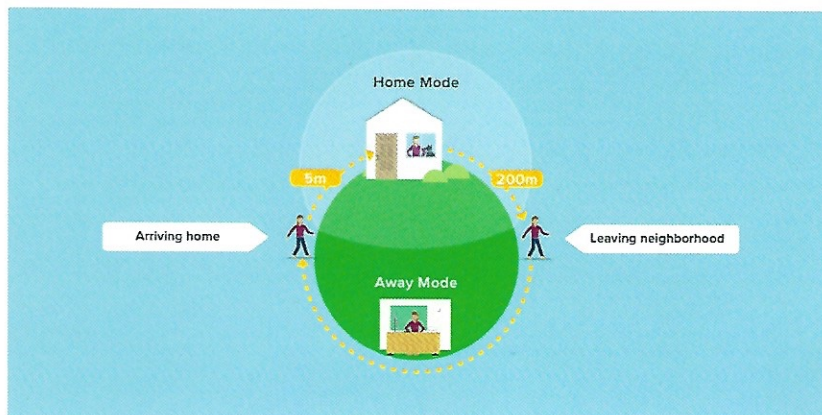 Home Mode
5m
200m
Arriving home
Leaving neighborhood
Away Mode